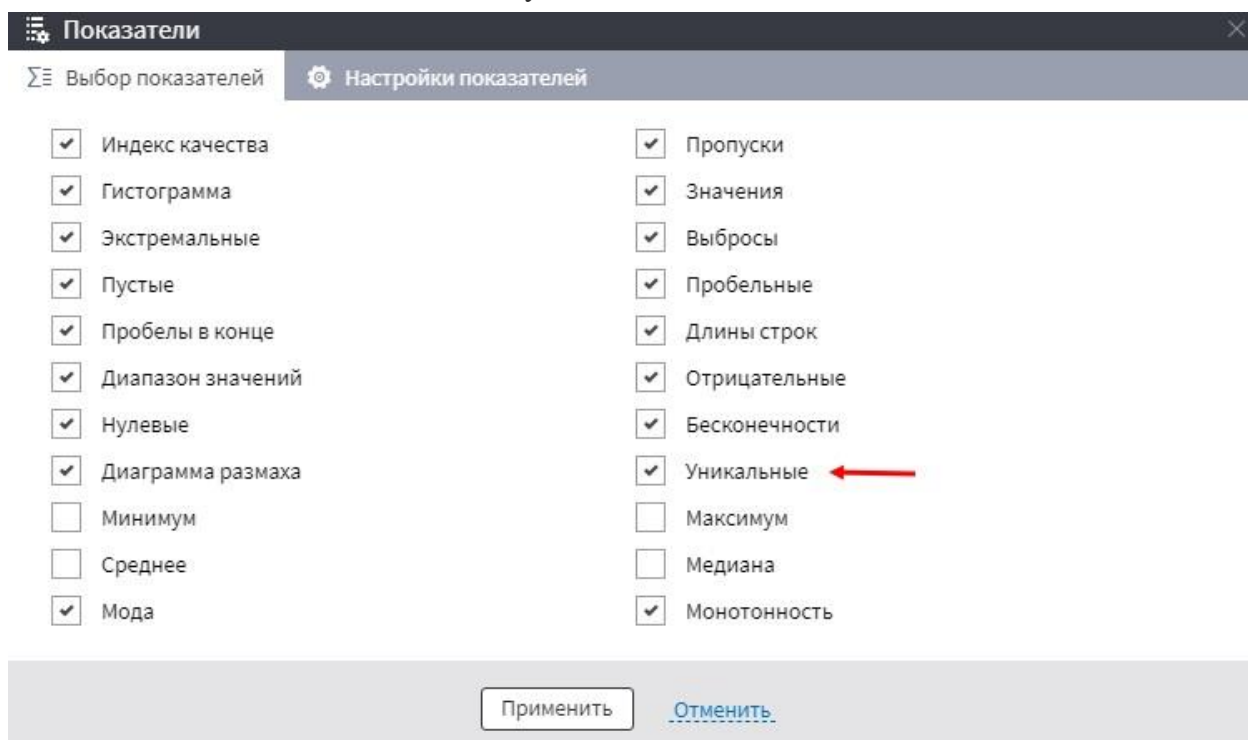 Показатели
Выбор показателей Настройки показателей
Индекс качества Пропуски
Гистограмма Значения
Экстремальные Выбросы
Пустые Пробельные
Пробелы в конце Длины строк
Диапазон значений Отрицательные
Нулевые Бесконечности
Диаграмма размаха Уникальные
Минимум Максимум
Среднее Медиана
Мода Монотонность
Применить Отменить